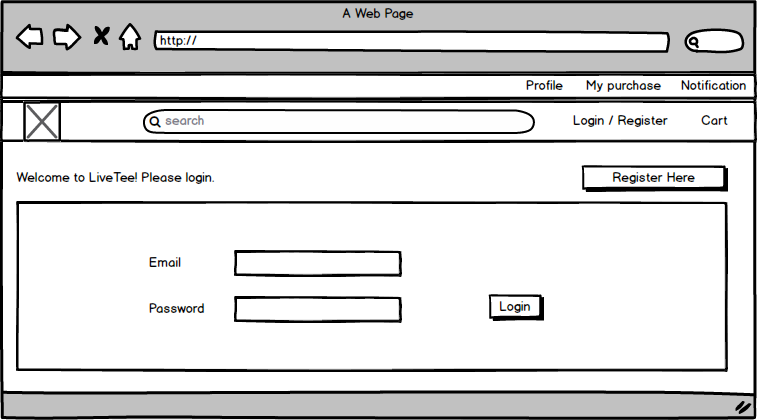 A Web Page
http://
Profile My purchase Notification
search Login / Register Cart
Welcome to LiveTee! Please login. Register Here
Email
Password Login